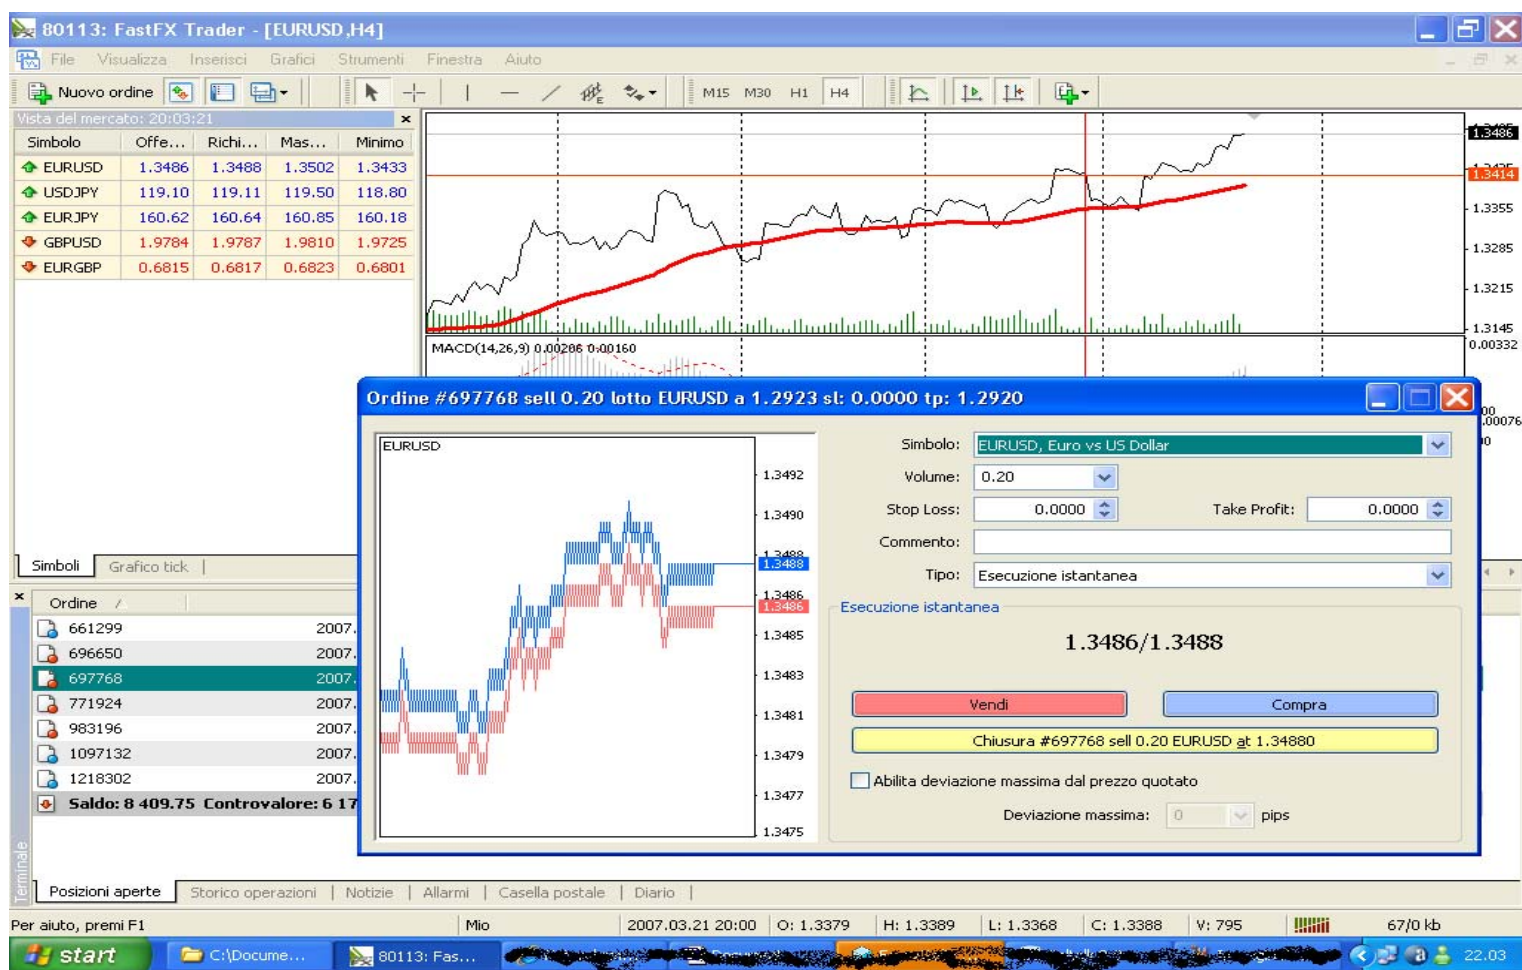 80113: FastFX Trader - [EURUSD,H4]
File Visualizza Inserisci Grafici Strumenti Finestra Aiuto
Nuovo ordine M15 M30 H1 H4
Vista del mercato: 20:03:21
Simbolo Offe... Richi... Mas... Minimo
EURUSD 1.3486 1.3488 1.3502 1.3433
USDJPY 119.10 119.11 119.50 118.80
EURJPY 160.62 160.64 160.85 160.18
GBPUSD 1.9784 1.9787 1.9810 1.9725
EURGBP 0.6815 0.6817 0.6823 0.6801
1.3486
1.3414
1.3355
1.3285
1.3215
1.3145
MACD(14,26,9) 0.00286 0.00160
0.00332
Simboli Grafico tick
Ordine
661299 2007.
696650 2007.
697768 2007.
771924 2007.
983196 2007.
1097132 2007.
1218302 2007.
Saldo: 8 409.75 Controvalore: 6 17
Ordine #697768 sell 0.20 lotto EURUSD a 1.2923 sl: 0.0000 tp: 1.2920
EURUSD
1.3492
1.3490
1.3488
1.3488
1.3486
1.3486
1.3485
1.3483
1.3481
1.3479
1.3477
1.3475
Simbolo: EURUSD, Euro vs US Dollar
Volume: 0.20
Stop Loss: 0.0000 Take Profit: 0.0000
Commento:
Tipo: Esecuzione istantanea
Esecuzione istantanea
1.3486/1.3488
Vendi Compra
Chiusura #697768 sell 0.20 EURUSD at 1.34880
Abilita deviazione massima dal prezzo quotato
Deviazione massima: 0 pips
Terminale
Posizioni aperte Storico operazioni Notizie Allarmi Casella postale Diario
Per aiuto, premi F1 Mio 2007.03.21 20:00 O: 1.3379 H: 1.3389 L: 1.3368 C: 1.3388 V: 795 67/0 kb
start C:\Docume... 80113: Fas... 22.03